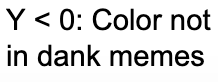 Y < 0: Color not
in dank memes